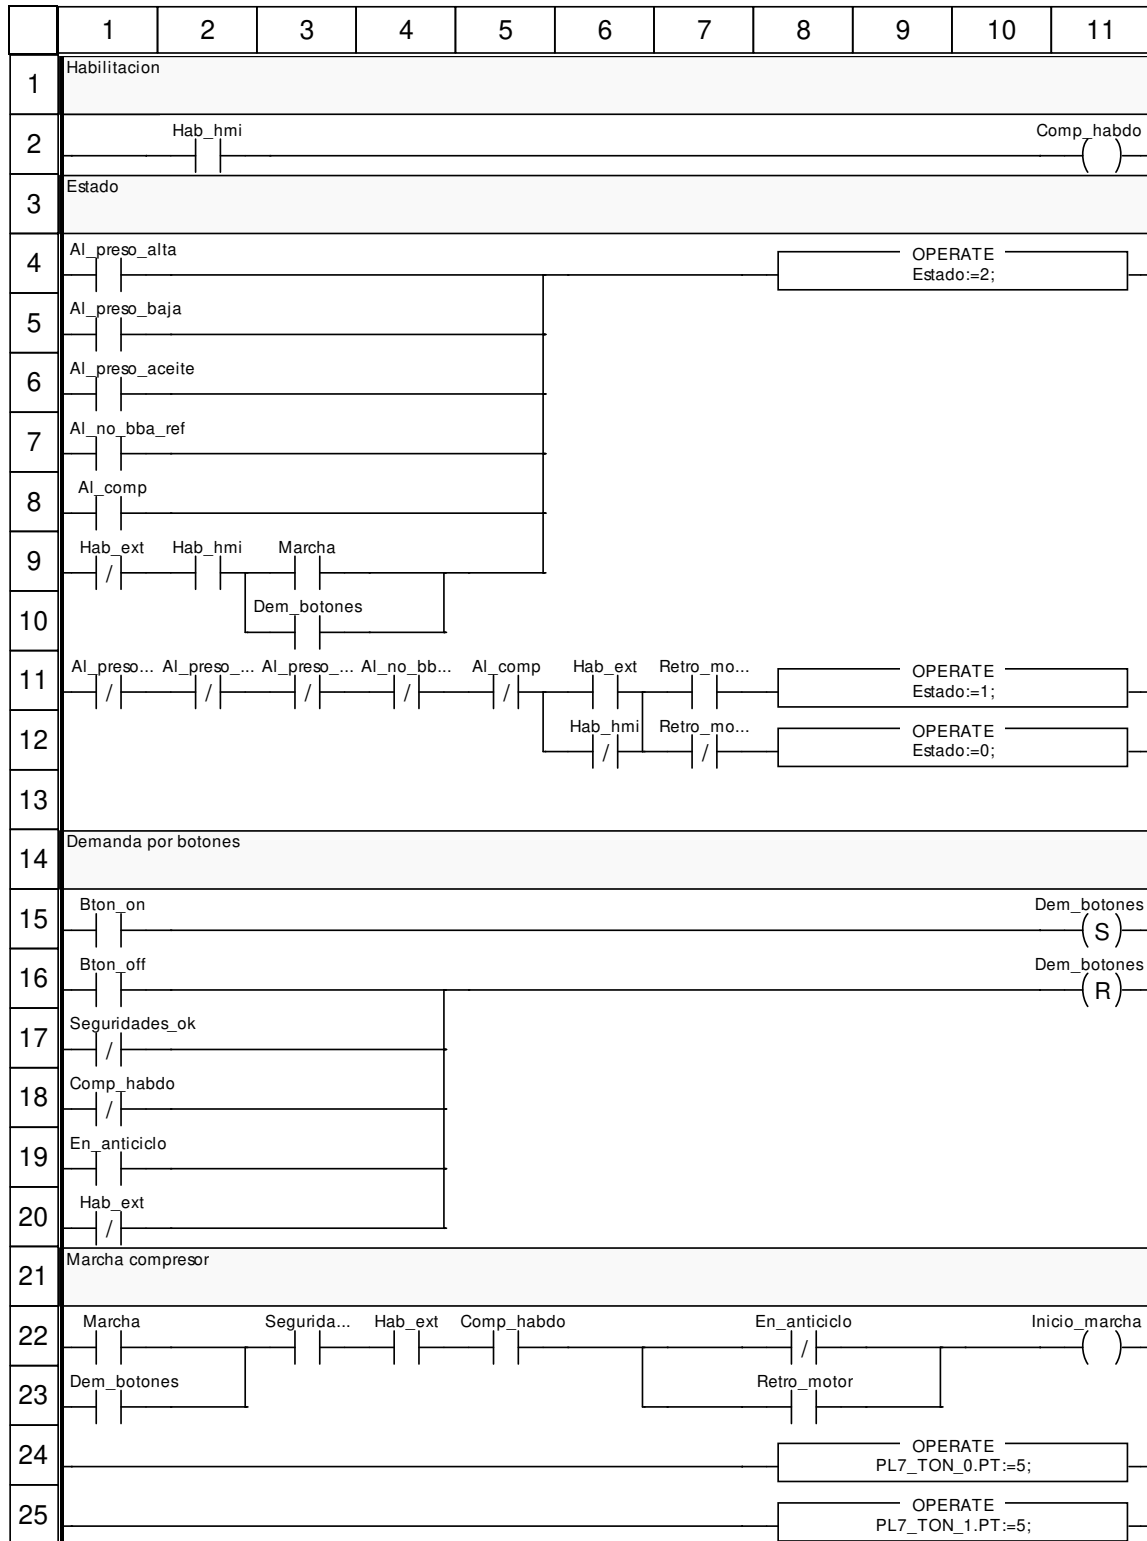 1 2 3 4 5 6 7 8 9 10 11
1 Habilitacion
2 Hab_hmi Comp_habdo
3 Estado
4 Al_preso_alta OPERATE
Estado:=2;
5 Al_preso_baja
6 Al_preso_aceite
7 Al_no_bba_ref
8 Al_comp
9 Hab_ext Hab_hmi Marcha
10 Dem_botones
11 Al_preso... Al_preso_... Al_preso_... Al_no_bb... Al_comp Hab_ext Retro_mo... OPERATE
Estado:=1;
12 Hab_hmi Retro_mo... OPERATE
Estado:=0;
13
14 Demanda por botones
15 Bton_on Dem_botones
S
16 Bton_off Dem_botones
R
17 Seguridades_ok
18 Comp_habdo
19 En_anticiclo
20 Hab_ext
21 Marcha compresor
22 Marcha Segurida... Hab_ext Comp_habdo En_anticiclo Inicio_marcha
23 Dem_botones Retro_motor
24 OPERATE
PL7_TON_0.PT:=5;
25 OPERATE
PL7_TON_1.PT:=5;